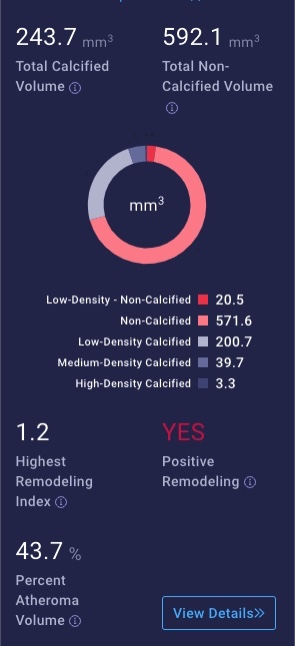 243.7 mm³
592.1 mm³
Total Calcified
Volume ⓘ
Total Non-
Calcified Volume
ⓘ
mm³
Low-Density - Non-Calcified 20.5
Non-Calcified 571.6
Low-Density Calcified 200.7
Medium-Density Calcified 39.7
High-Density Calcified 3.3
1.2
YES
Highest
Remodeling
Index ⓘ
Positive
Remodeling ⓘ
43.7 %
Percent
Atheroma
Volume ⓘ
View Details»